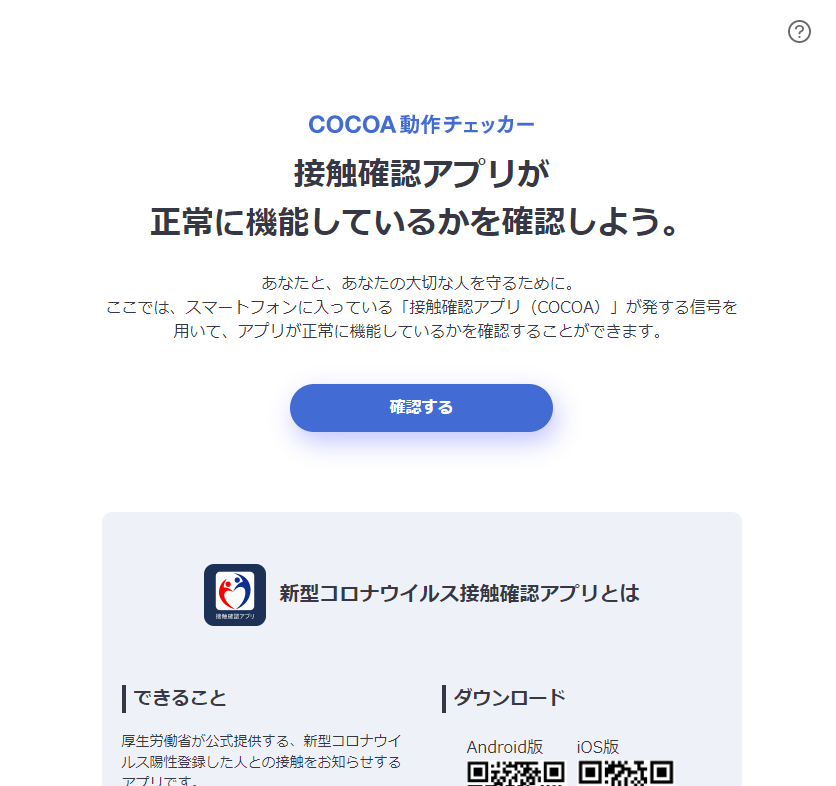 COCOA 動作チェッカー
接触確認アプリが
正常に機能しているかを確認しよう。
あなたと、あなたの大切な人を守るために。
ここでは、スマートフォンに入っている「接触確認アプリ（COCOA）」が発する信号を
用いて、アプリが正常に機能しているかを確認することができます。
確認する
接触確認アプリ
新型コロナウイルス接触確認アプリとは
できること
厚生労働省が公式提供する、新型コロナウイ
ルス陽性登録した人との接触をお知らせする
アプリです。
ダウンロード
Android版 iOS版